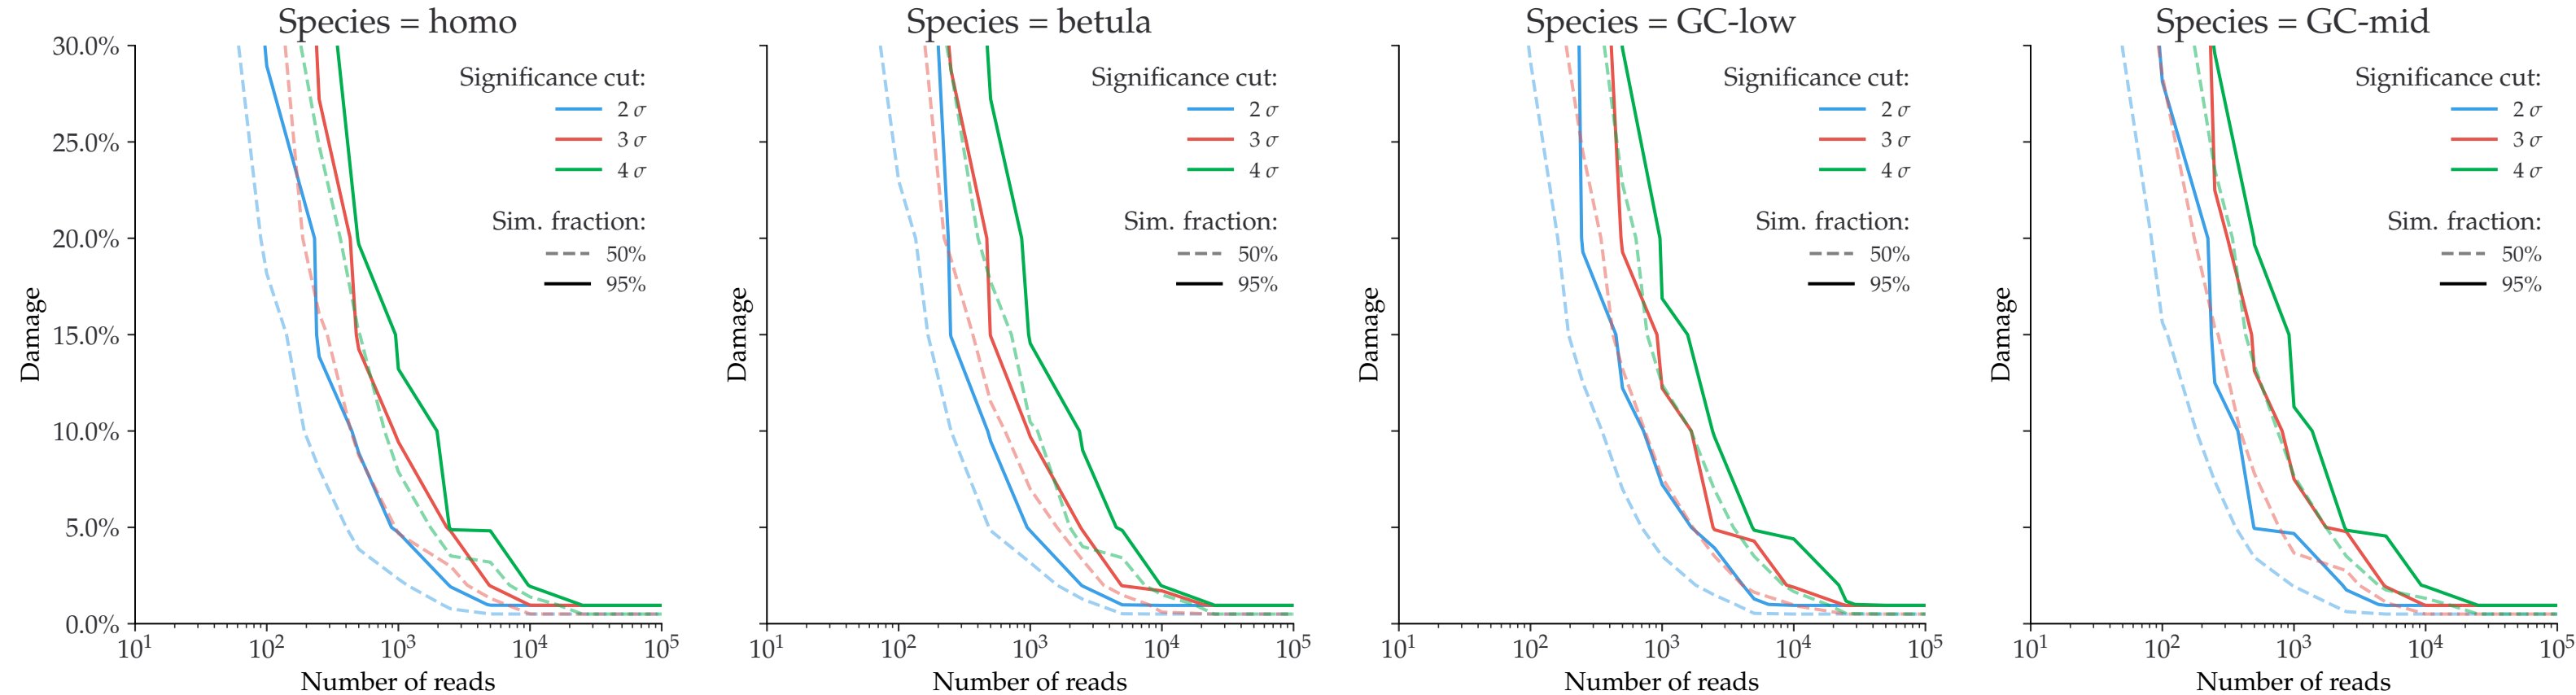 Species = homo
30.0%
25.0%
20.0%
15.0%
10.0%
5.0%
0.0%
Damage
Significance cut:
2 σ
3 σ
4 σ
Sim. fraction:
50%
95%
10¹ 10² 10³ 10⁴ 10⁵
Number of reads
Species = betula
Damage
Significance cut:
2 σ
3 σ
4 σ
Sim. fraction:
50%
95%
10¹ 10² 10³ 10⁴ 10⁵
Number of reads
Species = GC-low
Damage
Significance cut:
2 σ
3 σ
4 σ
Sim. fraction:
50%
95%
10¹ 10² 10³ 10⁴ 10⁵
Number of reads
Species = GC-mid
Damage
Significance cut:
2 σ
3 σ
4 σ
Sim. fraction:
50%
95%
10¹ 10² 10³ 10⁴ 10⁵
Number of reads